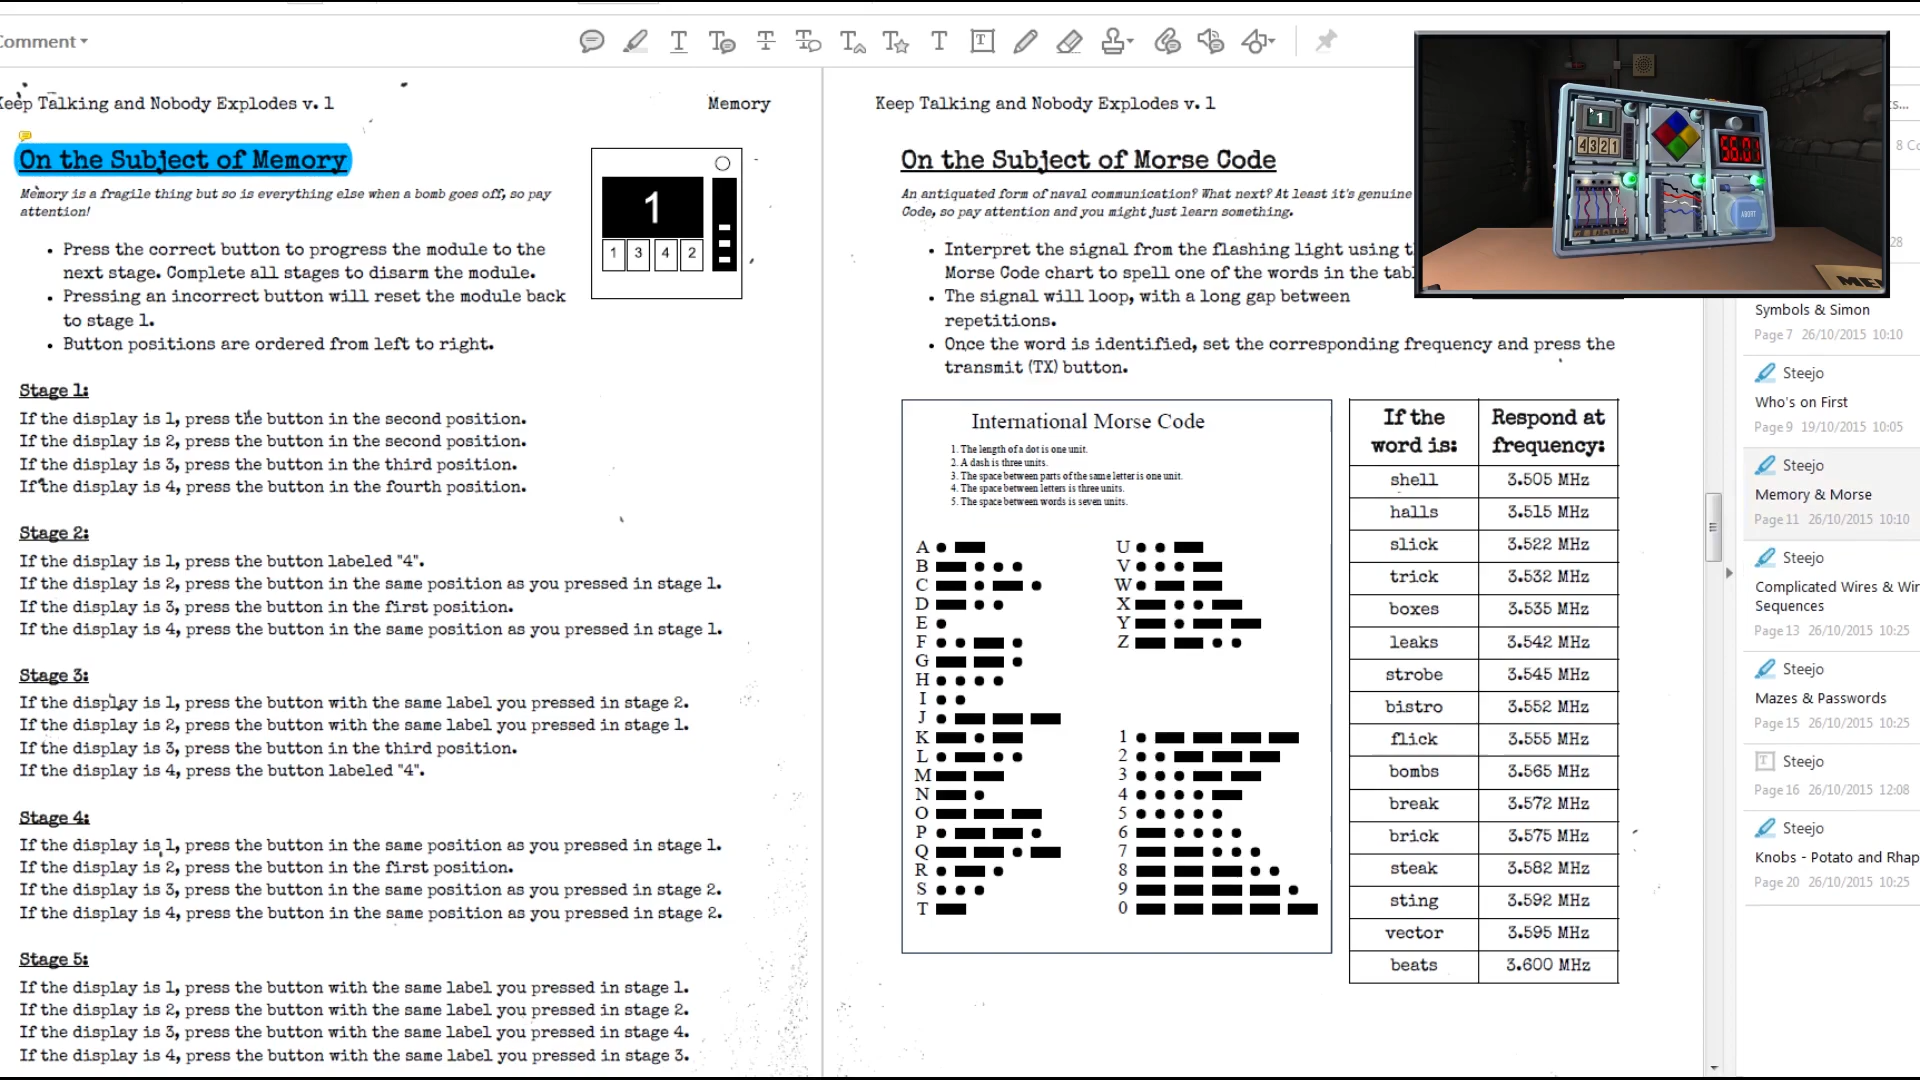 Comment
Keep Talking and Nobody Explodes v. 1
Memory
On the Subject of Memory
Memory is a fragile thing but so is everything else when a bomb goes off, so pay
attention!
• Press the correct button to progress the module to the
next stage. Complete all stages to disarm the module.
• Pressing an incorrect button will reset the module back
to stage 1.
• Button positions are ordered from left to right.
1
1 3 4 2
Stage 1:
If the display is 1, press the button in the second position.
If the display is 2, press the button in the second position.
If the display is 3, press the button in the third position.
If the display is 4, press the button in the fourth position.
Stage 2:
If the display is 1, press the button labeled "4".
If the display is 2, press the button in the same position as you pressed in stage 1.
If the display is 3, press the button in the first position.
If the display is 4, press the button in the same position as you pressed in stage 1.
Stage 3:
If the display is 1, press the button with the same label you pressed in stage 2.
If the display is 2, press the button with the same label you pressed in stage 1.
If the display is 3, press the button in the third position.
If the display is 4, press the button labeled "4".
Stage 4:
If the display is 1, press the button in the same position as you pressed in stage 1.
If the display is 2, press the button in the first position.
If the display is 3, press the button in the same position as you pressed in stage 2.
If the display is 4, press the button in the same position as you pressed in stage 2.
Stage 5:
If the display is 1, press the button with the same label you pressed in stage 1.
If the display is 2, press the button with the same label you pressed in stage 2.
If the display is 3, press the button with the same label you pressed in stage 4.
If the display is 4, press the button with the same label you pressed in stage 3.
Keep Talking and Nobody Explodes v. 1
On the Subject of Morse Code
An antiquated form of naval communication? What next? At least it's genuine
Code, so pay attention and you might just learn something.
• Interpret the signal from the flashing light using
Morse Code chart to spell one of the words in the
• The signal will loop, with a long gap between
repetitions.
• Once the word is identified, set the corresponding frequency and press the
transmit (TX) button.
International Morse Code
1. The length of a dot is one unit.
2. A dash is three units.
3. The space between parts of the same letter is one unit.
4. The space between letters is three units.
5. The space between words is seven units.
A
B
C
D
E
F
G
H
I
J
K
L
M
N
O
P
Q
R
S
T
U
V
W
X
Y
Z
1
2
3
4
5
6
7
8
9
0
If the word is: Respond at frequency:
shell 3.505 MHz
halls 3.515 MHz
slick 3.522 MHz
trick 3.532 MHz
boxes 3.535 MHz
leaks 3.542 MHz
strobe 3.545 MHz
bistro 3.552 MHz
flick 3.555 MHz
bombs 3.565 MHz
break 3.572 MHz
brick 3.575 MHz
steak 3.582 MHz
sting 3.592 MHz
vector 3.595 MHz
beats 3.600 MHz
1
4 3 2 1
56.01
ABORT
Symbols & Simon
Page 7 26/10/2015 10:10
Steejo
Who's on First
Page 9 19/10/2015 10:05
Steejo
Memory & Morse
Page 11 26/10/2015 10:10
Steejo
Complicated Wires & Wir
Sequences
Page 13 26/10/2015 10:25
Steejo
Mazes & Passwords
Page 15 26/10/2015 10:25
Steejo
Page 16 26/10/2015 12:08
Steejo
Knobs - Potato and Rhap
Page 20 26/10/2015 10:25